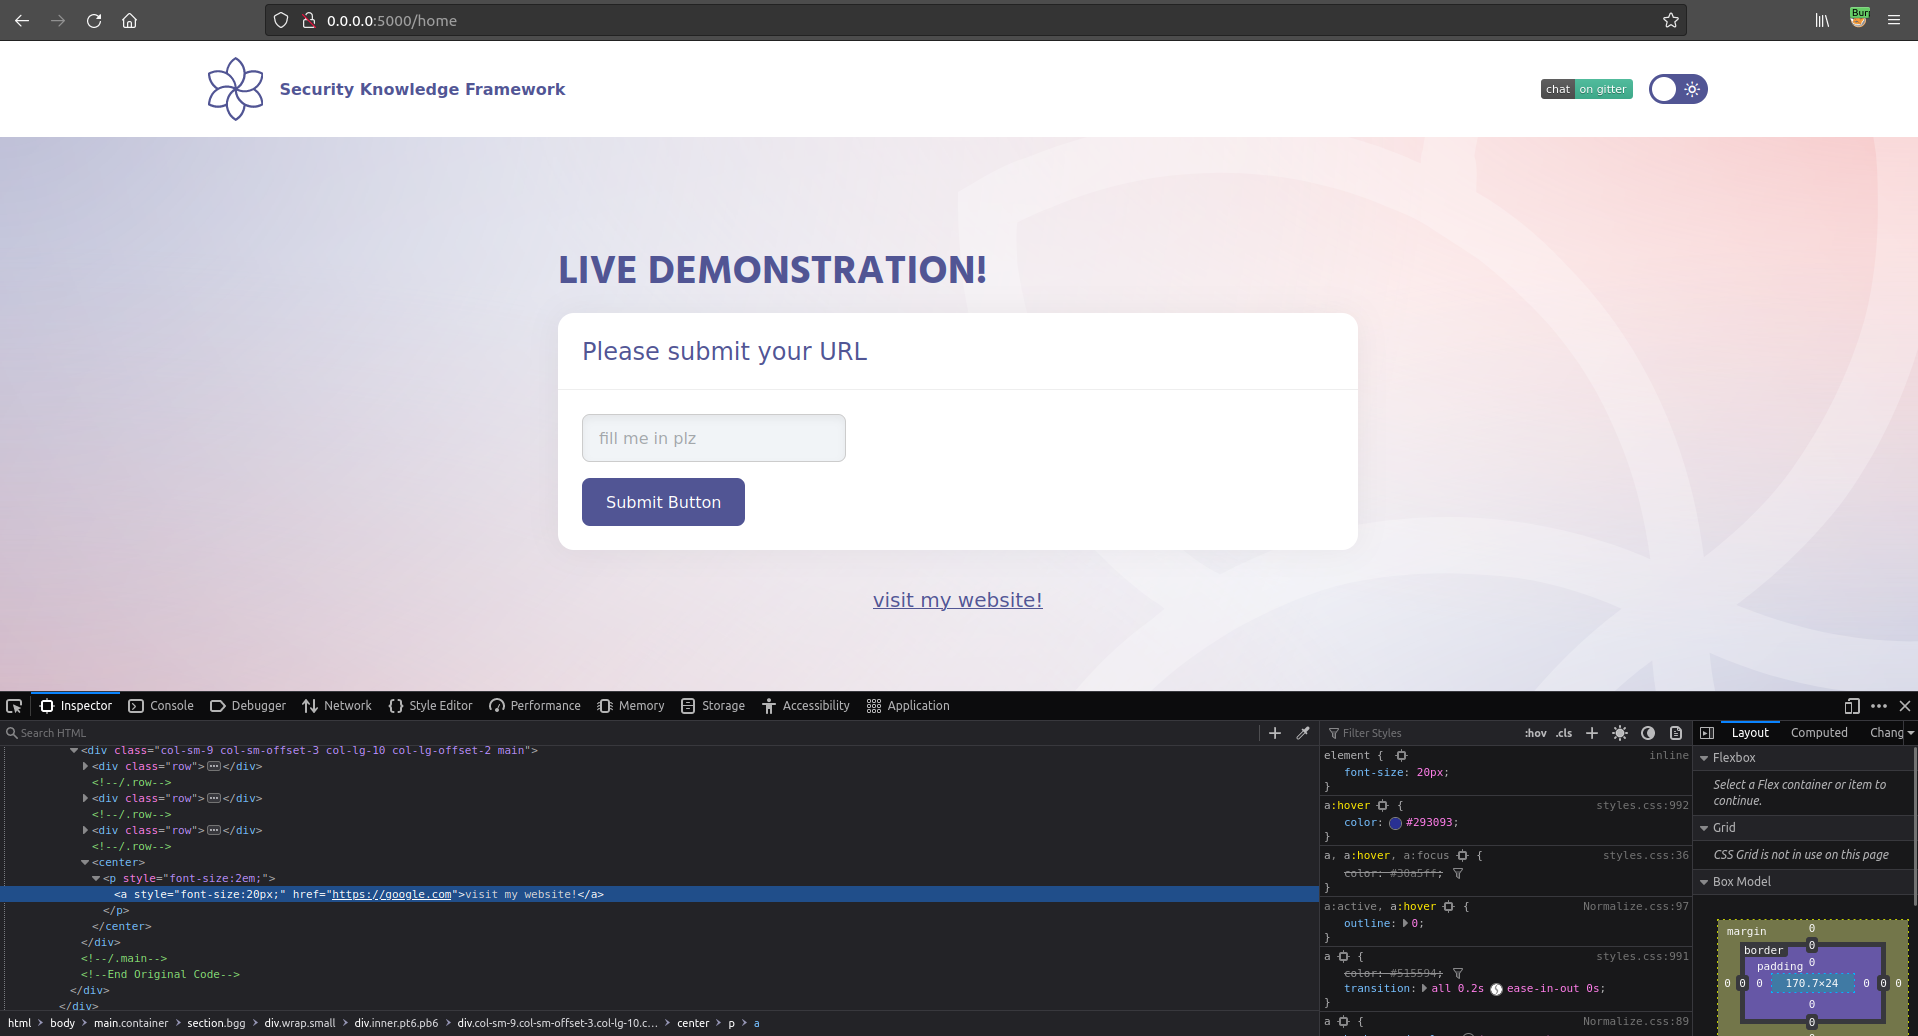 0.0.0.0:5000/home
Burp
Security Knowledge Framework
chat on gitter
LIVE DEMONSTRATION!
Please submit your URL
fill me in plz
Submit Button
visit my website!
Inspector Console Debugger Network Style Editor Performance Memory Storage Accessibility Application
Search HTML
<div class="col-sm-9 col-sm-offset-3 col-lg-10 col-lg-offset-2 main">
<div class="row"></div>
<!--/.row-->
<div class="row"></div>
<!--/.row-->
<div class="row"></div>
<!--/.row-->
<center>
<p style="font-size:2em;">
<a style="font-size:20px;" href="https://google.com">visit my website!</a>
</p>
</center>
</div>
<!--/.main-->
<!--End Original Code-->
</div>
</div>
html > body > main.container > section.bgg > div.wrap.small > div.inner.pt6.pb6 > div.col-sm-9.col-sm-offset-3.col-lg-10.c... > center > p > a
Filter Styles :hov .cls
element { inline
font-size: 20px;
}
a:hover { styles.css:992
color: #293093;
}
a, a:hover, a:focus { styles.css:36
color: #30a5ff;
}
a:active, a:hover { Normalize.css:97
outline: 0;
}
a { styles.css:991
color: #515594;
transition: all 0.2s ease-in-out 0s;
}
a { Normalize.css:89
Layout Computed Chang
Flexbox
Select a Flex container or item to
continue.
Grid
CSS Grid is not in use on this page
Box Model
margin 0
border 0
padding 0
0 0 0 170.7×24 0 0 0
0
0